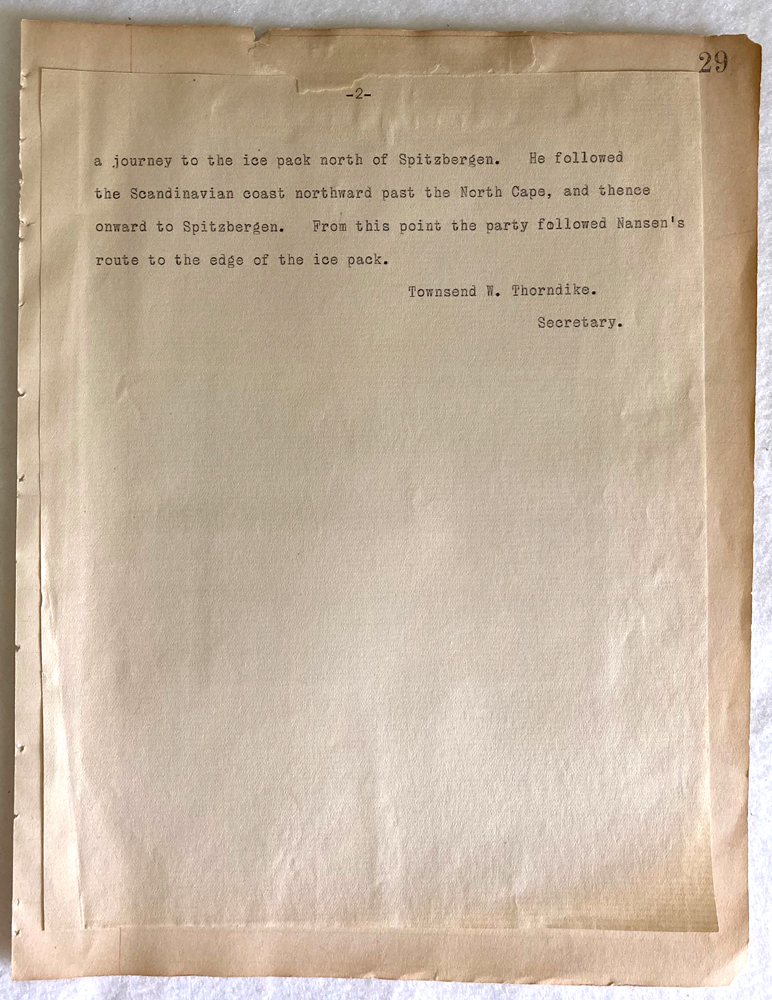 29
-2-
a journey to the ice pack north of Spitzbergen. He followed
the Scandinavian coast northward past the North Cape, and thence
onward to Spitzbergen. From this point the party followed Nansen's
route to the edge of the ice pack.
Townsend W. Thorndike.
Secretary.